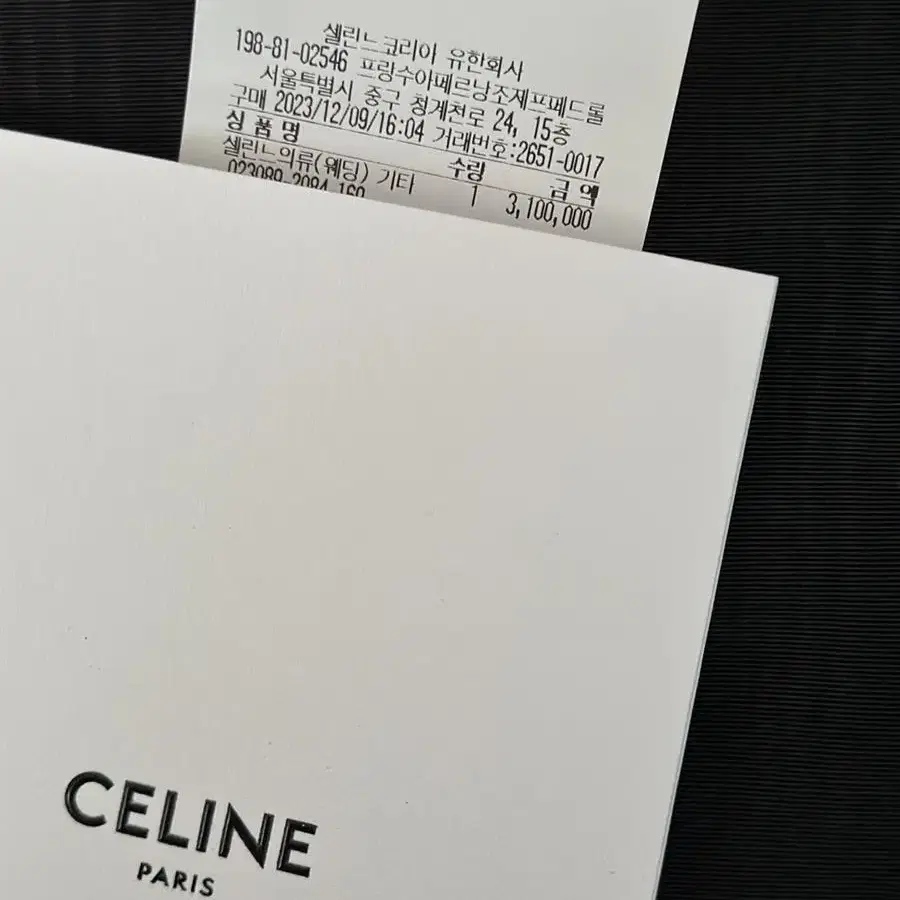 셀린느코리아 유한회사
198-81-02546 프랑수아페르낭조제프페드롤
서울특별시 중구 청계천로 24, 15층
구매 2023/12/09/16:04 거래번호:2651-0017
상 품 명 수량 금 액
셀린느의류(웨딩) 기타 1 3,100,000
023089-2084-160
CELINE
PARIS